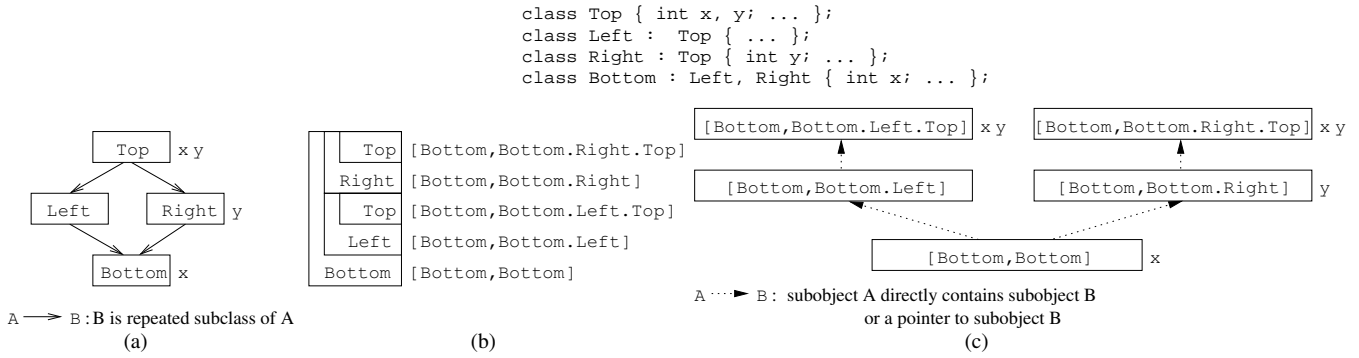 class Top { int x, y; ... };
class Left :  Top { ... };
class Right : Top { int y; ... };
class Bottom : Left, Right { int x; ... };
Top x y
Left Right y
Bottom x
A B : B is repeated subclass of A
(a)
Top [Bottom,Bottom.Right.Top]
Right [Bottom,Bottom.Right]
Top [Bottom,Bottom.Left.Top]
Left [Bottom,Bottom.Left]
Bottom [Bottom,Bottom]
(b)
[Bottom,Bottom.Left.Top] x y [Bottom,Bottom.Right.Top] x y
[Bottom,Bottom.Left] [Bottom,Bottom.Right] y
[Bottom,Bottom] x
A B : subobject A directly contains subobject B
or a pointer to subobject B
(c)